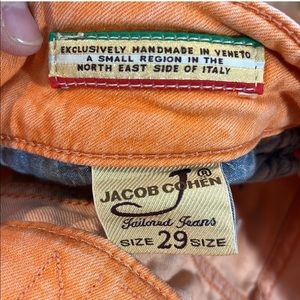 EXCLUSIVELY HANDMADE IN VENETO
A SMALL REGION IN THE
NORTH EAST SIDE OF ITALY
J®
JACOB COHEN
Tailored Jeans
SIZE 29 SIZE